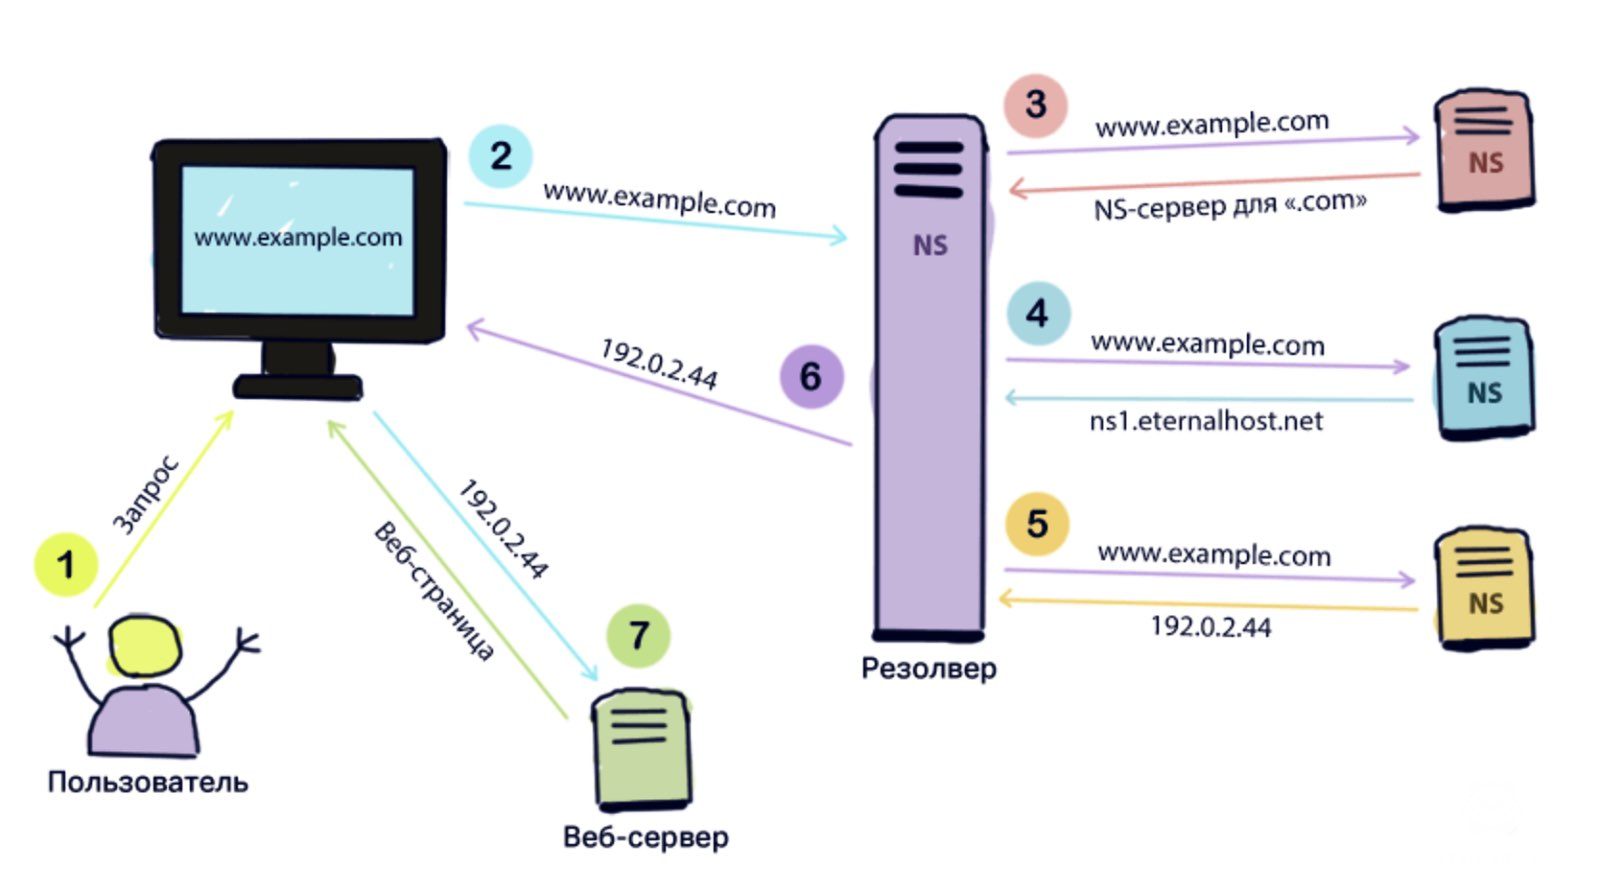 1
Запрос
Пользователь
www.example.com
2
www.example.com
NS
Резолвер
3
www.example.com
NS-сервер для «.com»
NS
4
www.example.com
ns1.eternalhost.net
NS
5
www.example.com
192.0.2.44
NS
6
192.0.2.44
7
192.0.2.44
Веб-страница
Веб-сервер